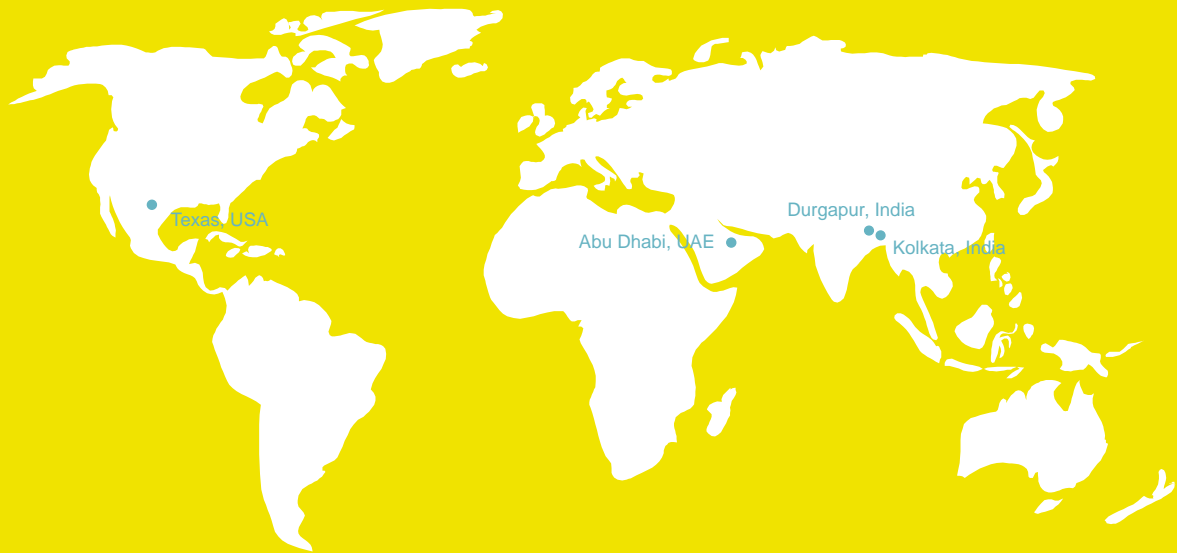 Durgapur, India
Texas, USA
Abu Dhabi, UAE
Kolkata, India